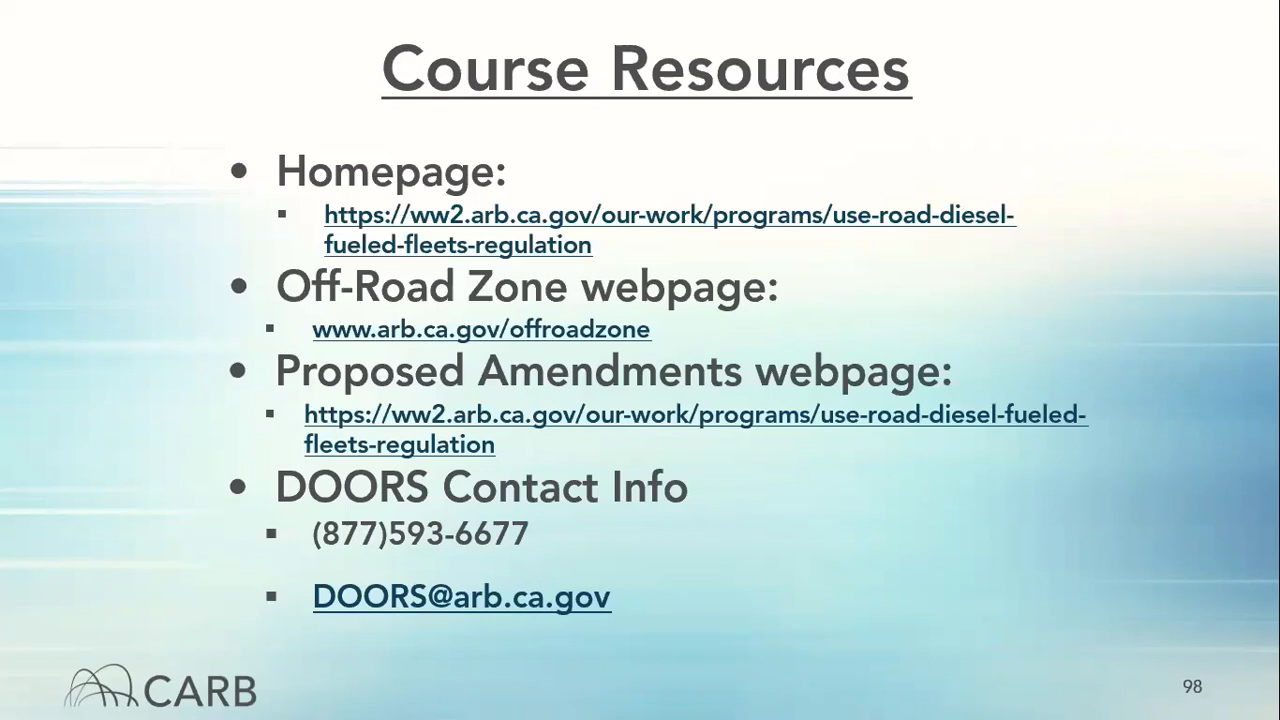 Course Resources
• Homepage:
▪ https://ww2.arb.ca.gov/our-work/programs/use-road-diesel-
fueled-fleets-regulation
• Off-Road Zone webpage:
▪ www.arb.ca.gov/offroadzone
• Proposed Amendments webpage:
▪ https://ww2.arb.ca.gov/our-work/programs/use-road-diesel-fueled-
fleets-regulation
• DOORS Contact Info
▪ (877)593-6677
▪ DOORS@arb.ca.gov
CARB
98